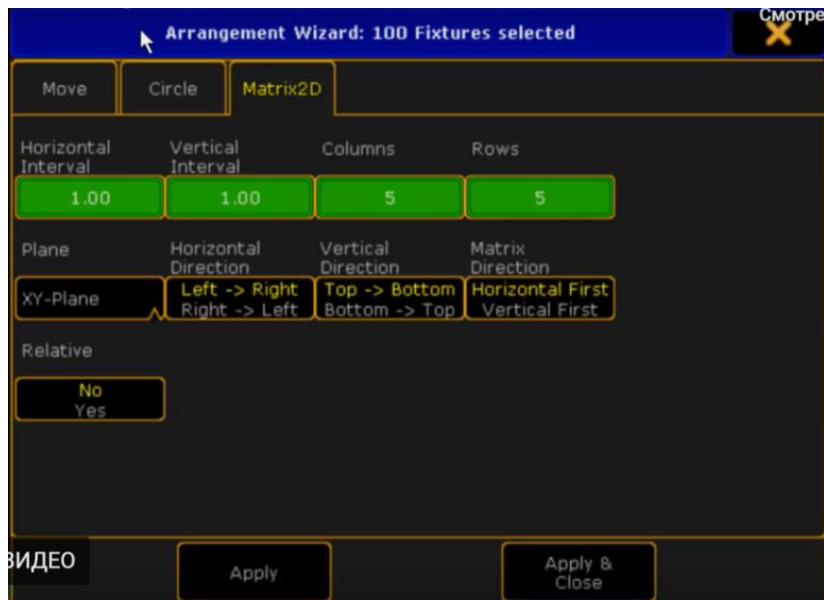 Смотре
Arrangement Wizard: 100 Fixtures selected
Move Circle Matrix2D
Horizontal Interval Vertical Interval Columns Rows
1.00 1.00 5 5
Plane Horizontal Direction Vertical Direction Matrix Direction
XY-Plane Left -> Right Top -> Bottom Horizontal First
Right -> Left Bottom -> Top Vertical First
Relative
No
Yes
ВИДЕО
Apply Apply & Close